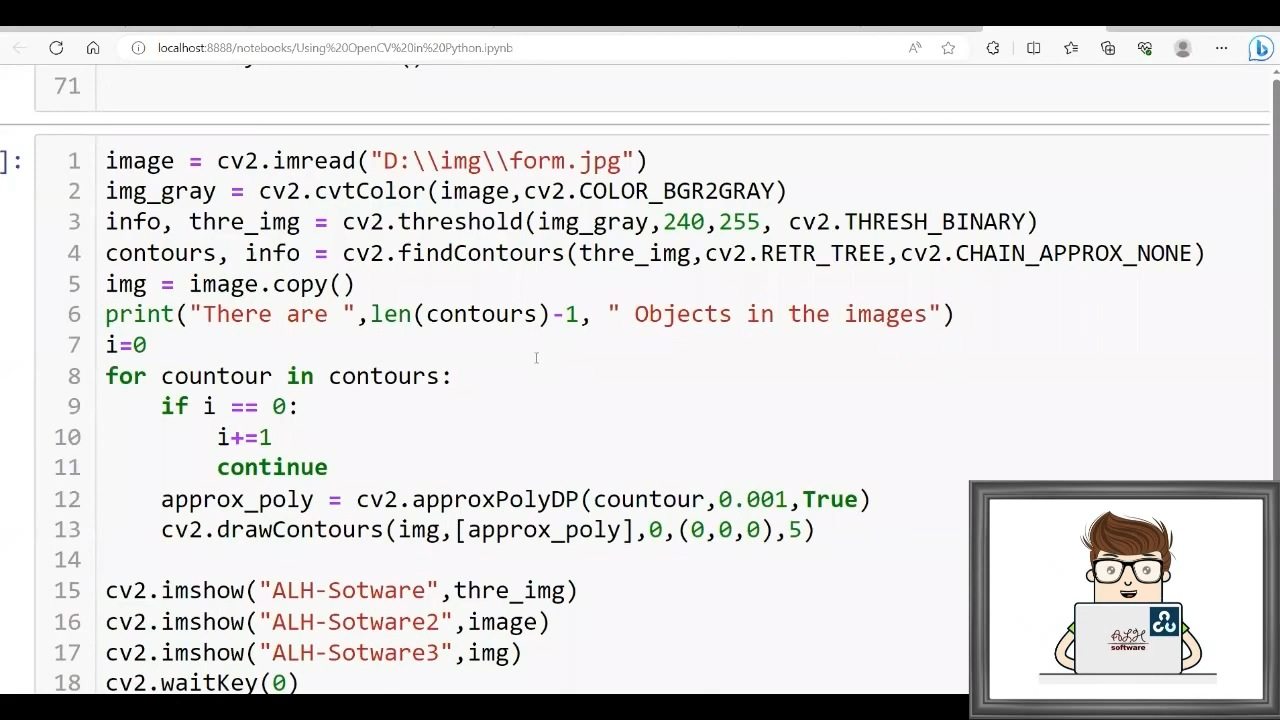 localhost:8888/notebooks/Using%20OpenCV%20in%20Python.ipynb
71
]:
1 image = cv2.imread("D:\\img\\form.jpg")
2 img_gray = cv2.cvtColor(image,cv2.COLOR_BGR2GRAY)
3 info, thre_img = cv2.threshold(img_gray,240,255, cv2.THRESH_BINARY)
4 contours, info = cv2.findContours(thre_img,cv2.RETR_TREE,cv2.CHAIN_APPROX_NONE)
5 img = image.copy()
6 print("There are ",len(contours)-1, " Objects in the images")
7 i=0
8 for countour in contours:
9     if i == 0:
10         i+=1
11         continue
12     approx_poly = cv2.approxPolyDP(countour,0.001,True)
13     cv2.drawContours(img,[approx_poly],0,(0,0,0),5)
14
15 cv2.imshow("ALH-Sotware",thre_img)
16 cv2.imshow("ALH-Sotware2",image)
17 cv2.imshow("ALH-Sotware3",img)
18 cv2.waitKey(0)
ALH
software